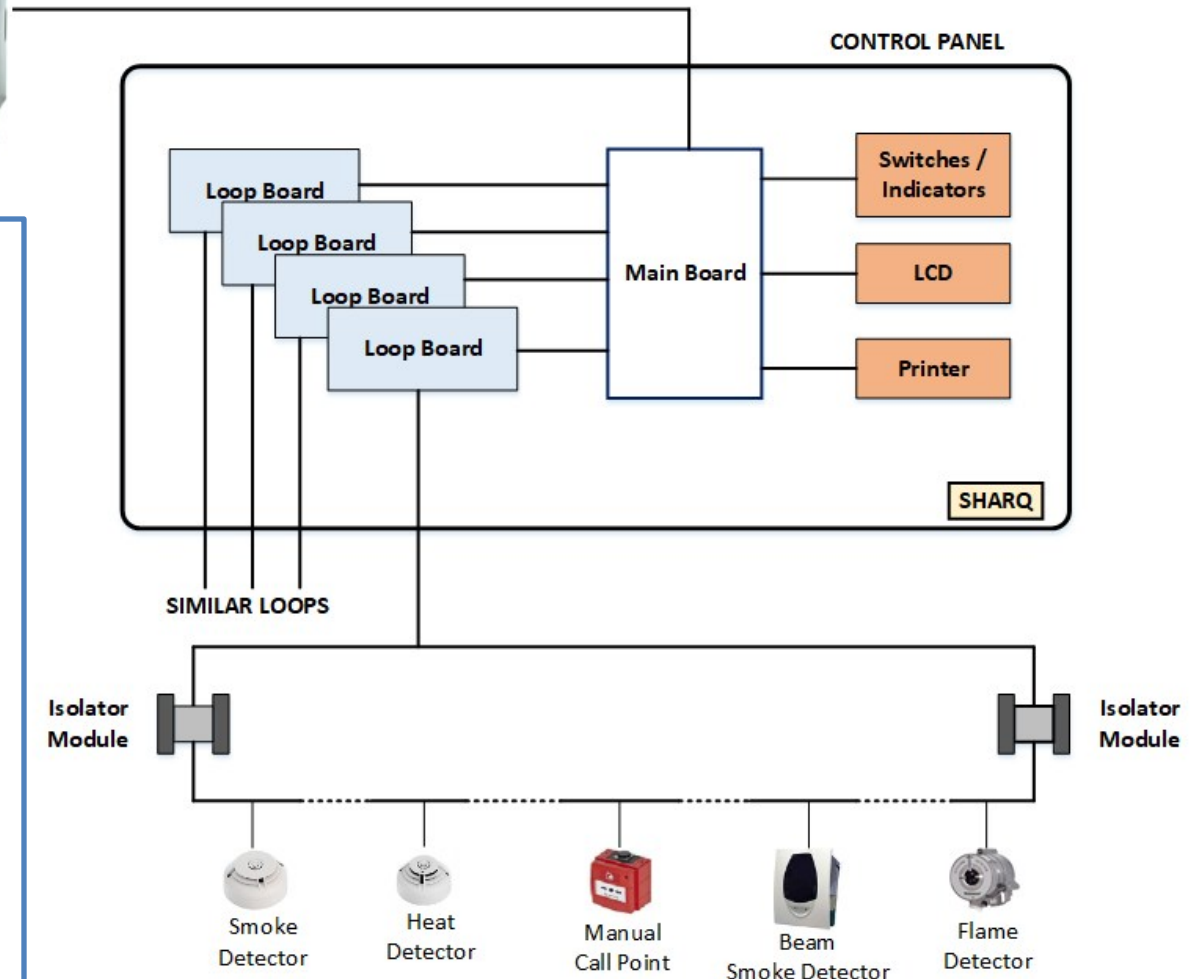 CONTROL PANEL
Loop Board
Loop Board
Loop Board
Loop Board
Main Board
Switches /
Indicators
LCD
Printer
SHARQ
SIMILAR LOOPS
Isolator
Module
Isolator
Module
Smoke
Detector
Heat
Detector
Manual
Call Point
Beam
Smoke Detector
Flame
Detector